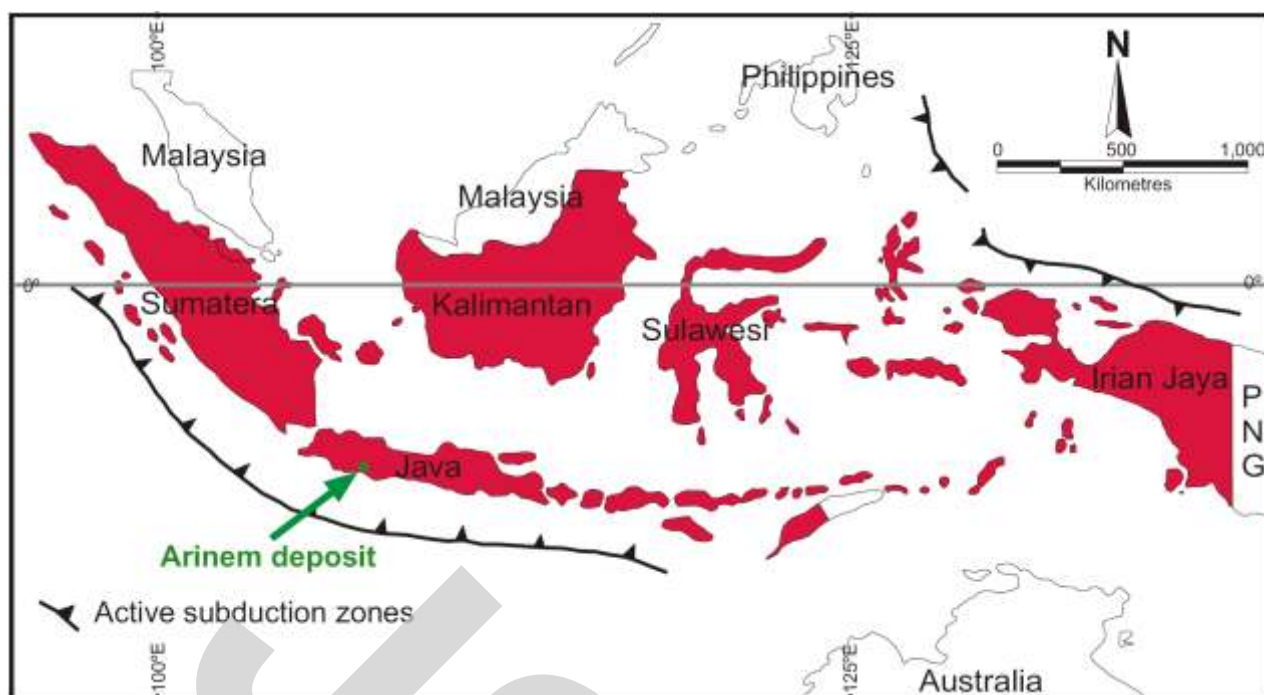 100°E
125°E
Philippines
N
Malaysia
0 500 1,000
Kilometres
Malaysia
0°
0°
Sumatera
Kalimantan
Sulawesi
Irian Jaya
P
N
G
Java
Arinem deposit
Active subduction zones
100°E
125°E
Australia